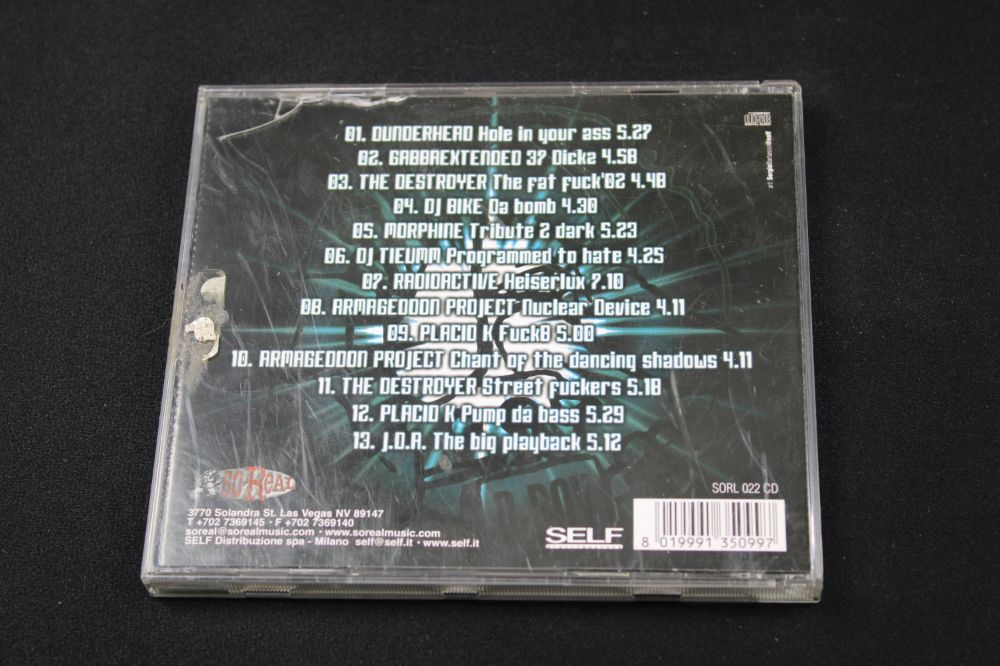 01. DUNDERHEAD Hole in your ass 5.27
02. GABBAEXTENDED 37 Dickz 4.58
03. THE DESTROYER The fat fuck'02 4.48
04. DJ BIKE Da bomb 4.30
05. MORPHINE Tribute 2 dark 5.23
06. DJ TIEUMM Programmed to hate 4.25
07. RADIOACTIVE Heiserlux 7.10
08. ARMAGEDDON PROJECT Nuclear Device 4.11
09. PLACID K Fuck8 5.00
10. ARMAGEDDON PROJECT Chant of the dancing shadows 4.11
11. THE DESTROYER Street fuckers 5.18
12. PLACID K Pump da bass 5.29
13. J.D.A. The big playback 5.12
disc
SO REAL
3770 Solandra St. Las Vegas NV 89147
T +702 7369145 · F +702 7369140
soreal@sorealmusic.com · www.sorealmusic.com
SELF Distribuzione spa - Milano self@self.it · www.self.it
SELF
SORL 022 CD
8 019991 350997